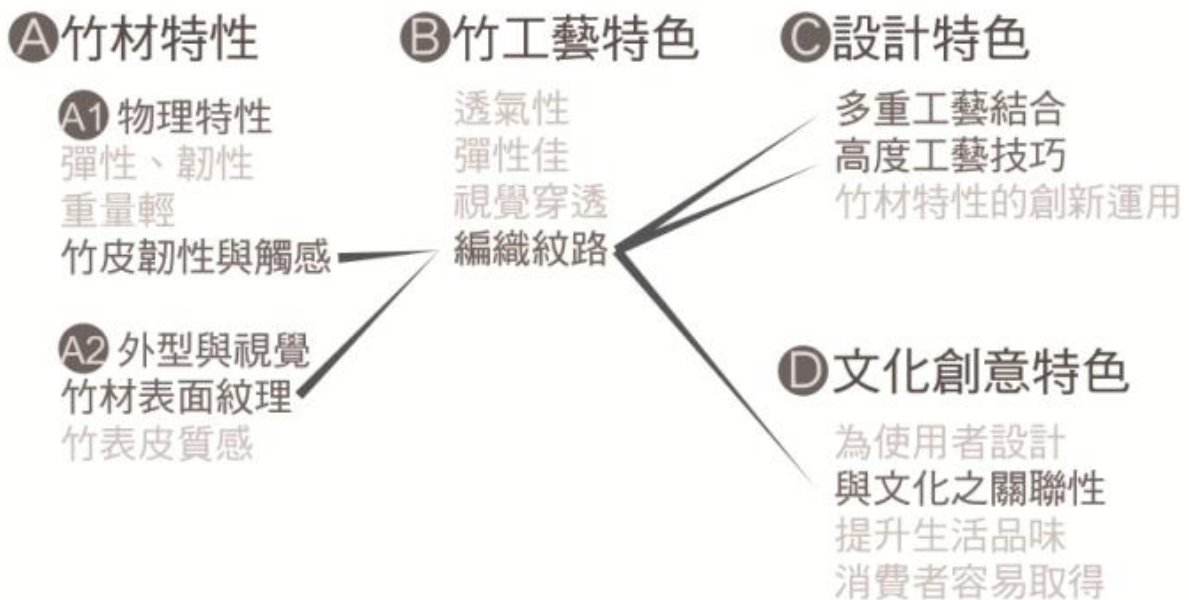 A竹材特性
A1 物理特性
彈性、韌性
重量輕
竹皮韌性與觸感
A2 外型與視覺
竹材表面紋理
竹表皮質感
B竹工藝特色
透氣性
彈性佳
視覺穿透
編織紋路
C設計特色
多重工藝結合
高度工藝技巧
竹材特性的創新運用
D文化創意特色
為使用者設計
與文化之關聯性
提升生活品味
消費者容易取得